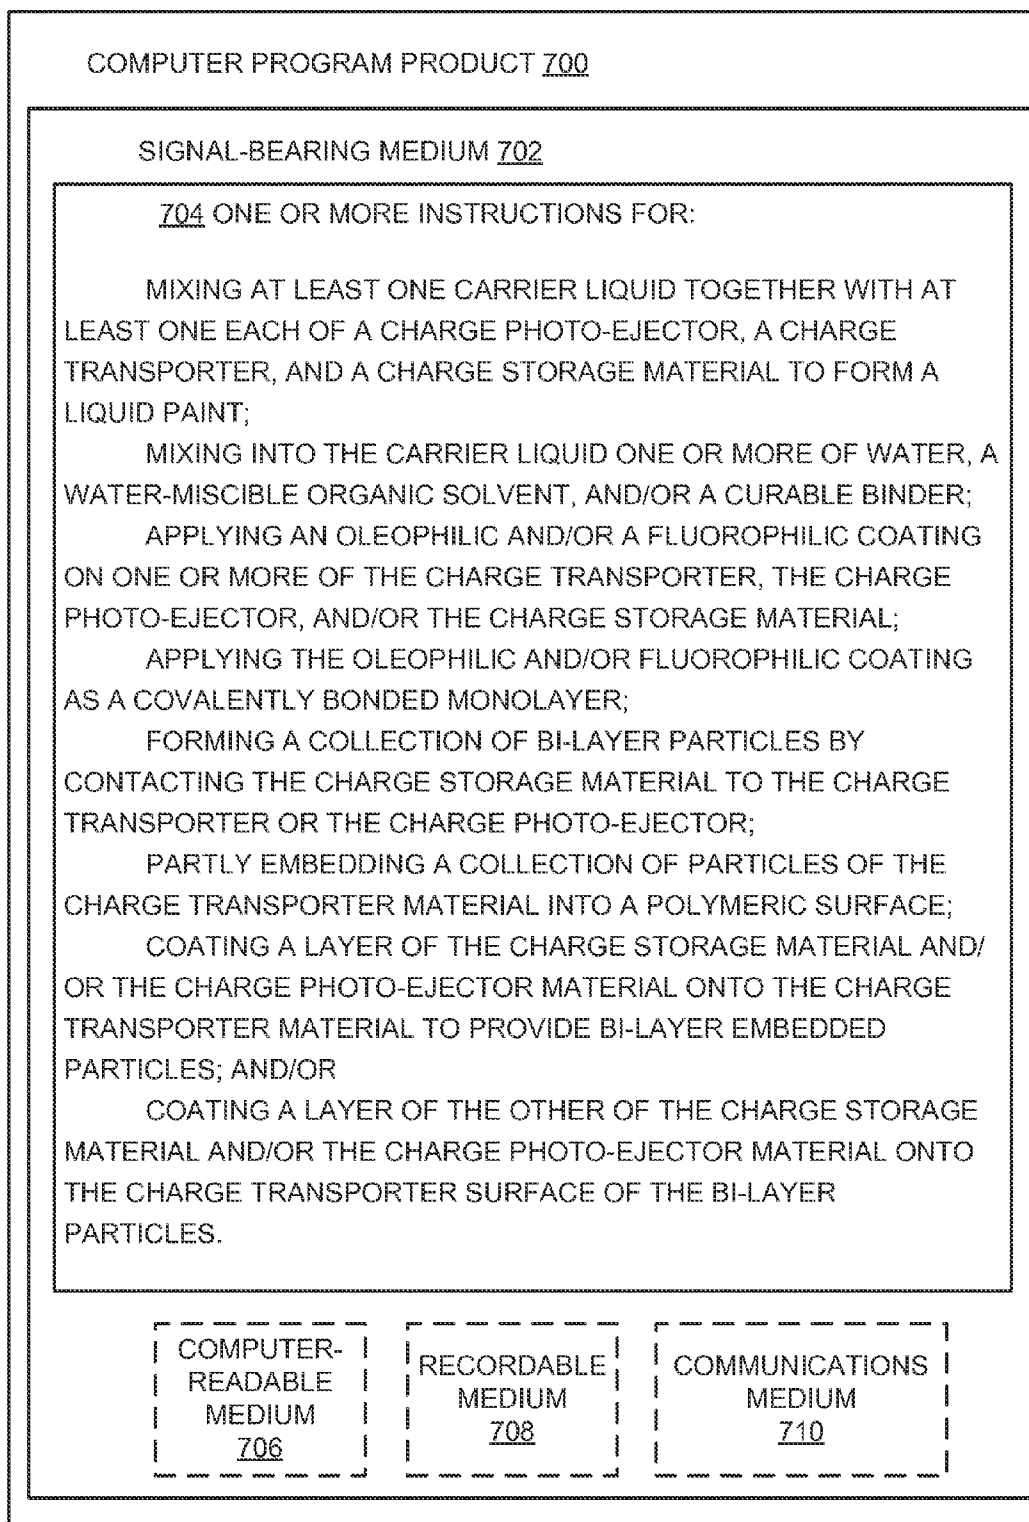 COMPUTER PROGRAM PRODUCT 700
SIGNAL-BEARING MEDIUM 702
704 ONE OR MORE INSTRUCTIONS FOR:
MIXING AT LEAST ONE CARRIER LIQUID TOGETHER WITH AT
LEAST ONE EACH OF A CHARGE PHOTO-EJECTOR, A CHARGE
TRANSPORTER, AND A CHARGE STORAGE MATERIAL TO FORM A
LIQUID PAINT;
MIXING INTO THE CARRIER LIQUID ONE OR MORE OF WATER, A
WATER-MISCIBLE ORGANIC SOLVENT, AND/OR A CURABLE BINDER;
APPLYING AN OLEOPHILIC AND/OR A FLUOROPHILIC COATING
ON ONE OR MORE OF THE CHARGE TRANSPORTER, THE CHARGE
PHOTO-EJECTOR, AND/OR THE CHARGE STORAGE MATERIAL;
APPLYING THE OLEOPHILIC AND/OR FLUOROPHILIC COATING
AS A COVALENTLY BONDED MONOLAYER;
FORMING A COLLECTION OF BI-LAYER PARTICLES BY
CONTACTING THE CHARGE STORAGE MATERIAL TO THE CHARGE
TRANSPORTER OR THE CHARGE PHOTO-EJECTOR;
PARTLY EMBEDDING A COLLECTION OF PARTICLES OF THE
CHARGE TRANSPORTER MATERIAL INTO A POLYMERIC SURFACE;
COATING A LAYER OF THE CHARGE STORAGE MATERIAL AND/
OR THE CHARGE PHOTO-EJECTOR MATERIAL ONTO THE CHARGE
TRANSPORTER MATERIAL TO PROVIDE BI-LAYER EMBEDDED
PARTICLES; AND/OR
COATING A LAYER OF THE OTHER OF THE CHARGE STORAGE
MATERIAL AND/OR THE CHARGE PHOTO-EJECTOR MATERIAL ONTO
THE CHARGE TRANSPORTER SURFACE OF THE BI-LAYER
PARTICLES.
COMPUTER-
READABLE
MEDIUM
706
RECORDABLE
MEDIUM
708
COMMUNICATIONS
MEDIUM
710